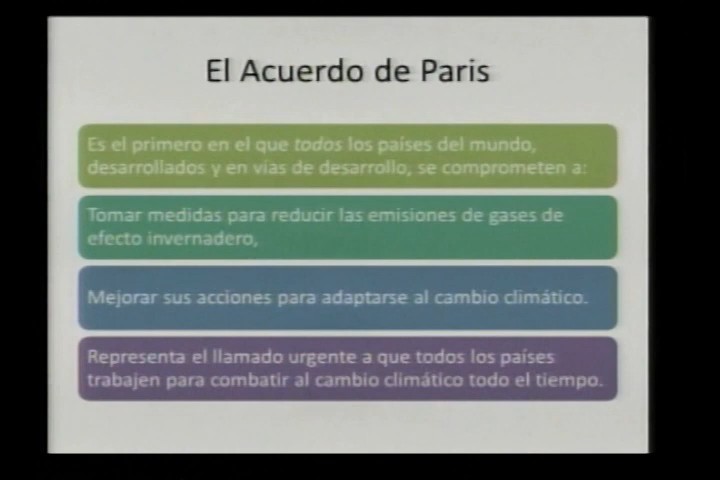 El Acuerdo de Paris
Es el primero en el que todos los países del mundo,
desarrollados y en vías de desarrollo, se comprometen a:
Tomar medidas para reducir las emisiones de gases de
efecto invernadero,
Mejorar sus acciones para adaptarse al cambio climático.
Representa el llamado urgente a que todos los países
trabajen para combatir al cambio climático todo el tiempo.